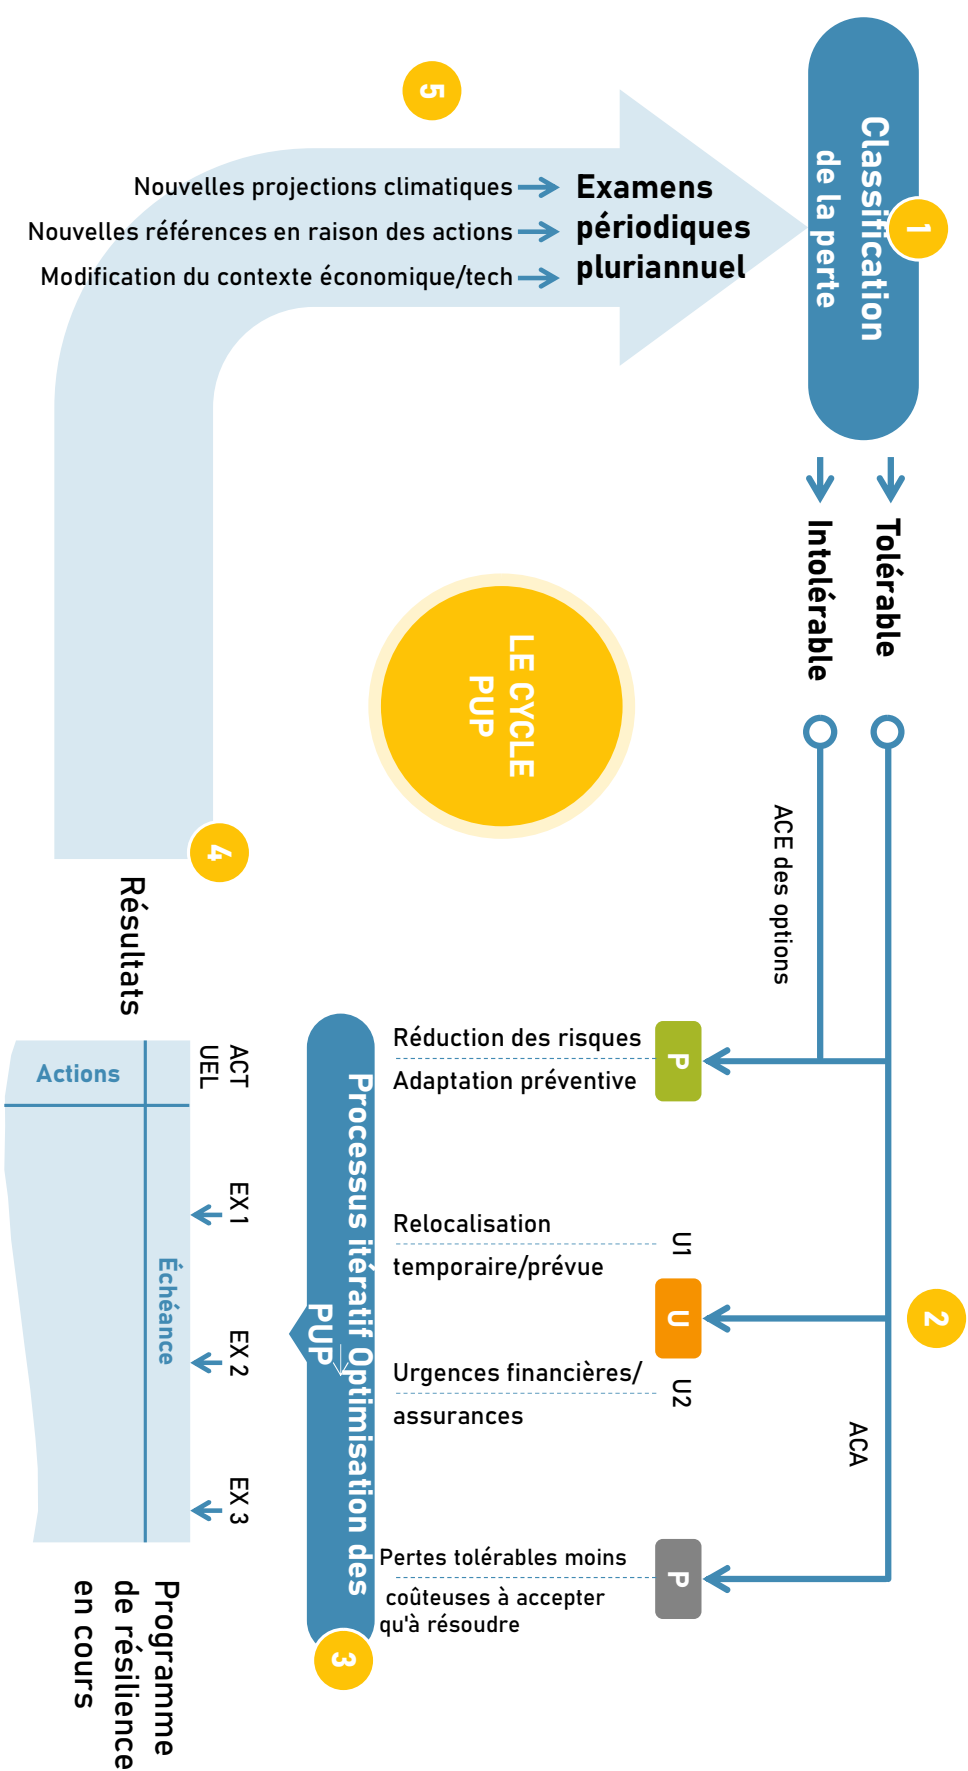 1
Classification
de la perte
Tolérable
Intolérable
5
Nouvelles projections climatiques
Nouvelles références en raison des actions
Modification du contexte économique/tech
Examens
périodiques
pluriannuel
LE CYCLE
PUP
2
ACE des options
ACA
P
Réduction des risques
Adaptation préventive
U1
Relocalisation
temporaire/prévue
U
U2
Urgences financières/
assurances
P
Pertes tolérables moins
coûteuses à accepter
qu'à résoudre
3
Processus itératif Optimisation des
PUP
4
Résultats
ACT
UEL
EX 1
EX 2
EX 3
Échéance
Actions
Programme
de résilience
en cours